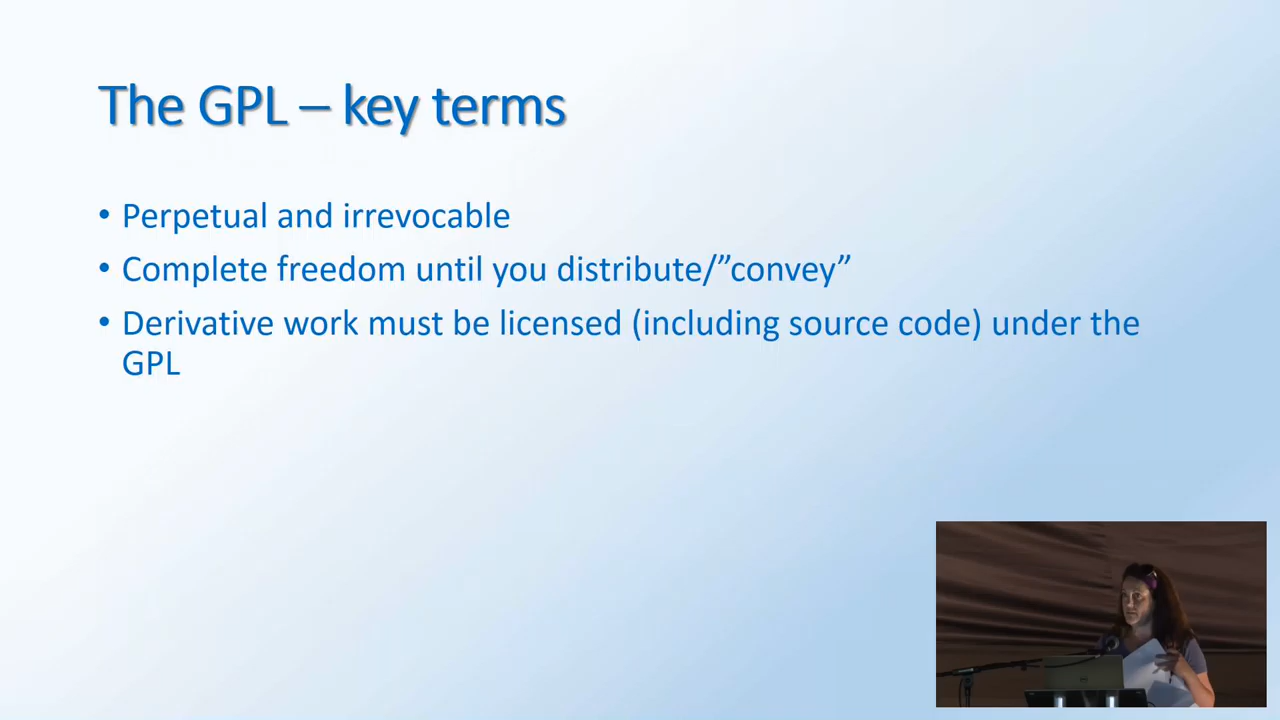 The GPL – key terms
• Perpetual and irrevocable
• Complete freedom until you distribute/”convey”
• Derivative work must be licensed (including source code) under the
GPL